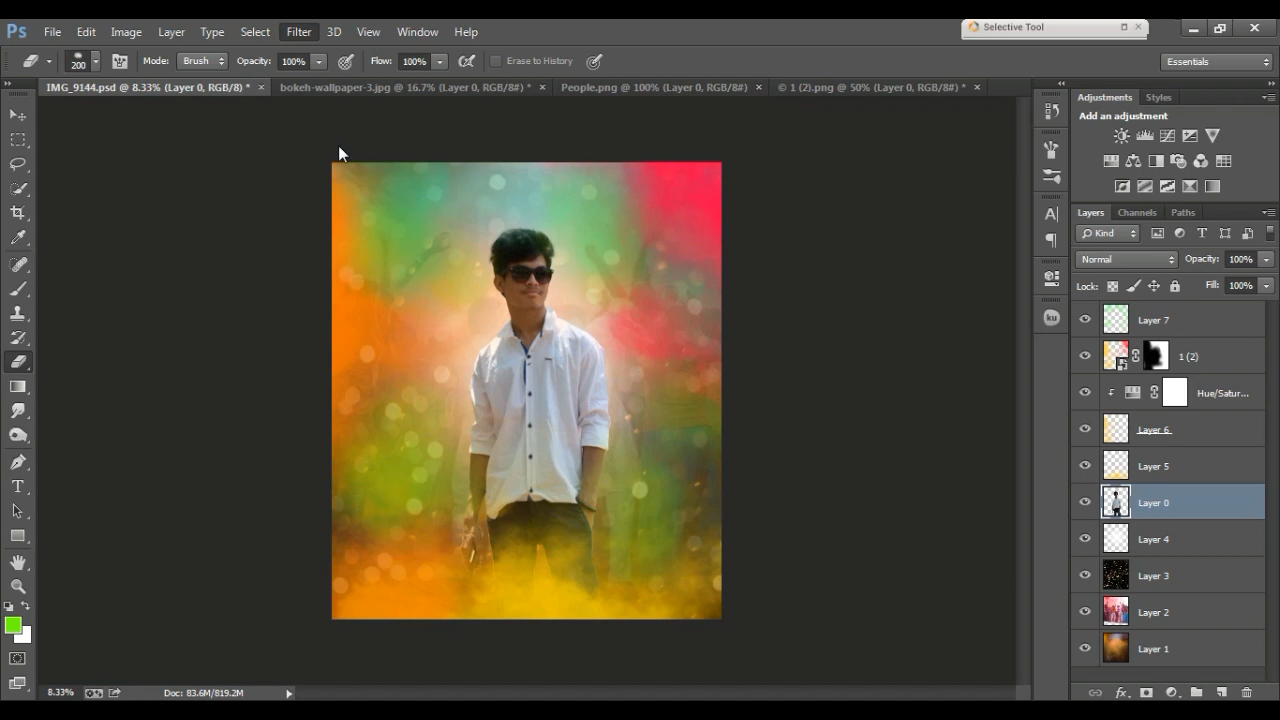 Ps File Edit Image Layer Type Select Filter 3D View Window Help
Selective Tool
200 Mode: Brush Opacity: 100% Flow: 100% Erase to History Essentials
IMG_9144.psd @ 8.33% (Layer 0, RGB/8) * × bokeh-wallpaper-3.jpg @ 16.7% (Layer 0, RGB/8#) * × People.png @ 100% (Layer 0, RGB/8#) × © 1 (2).png @ 50% (Layer 0, RGB/8#) * ×
Adjustments Styles
Add an adjustment
Layers Channels Paths
Kind
Normal Opacity: 100%
Lock: Fill: 100%
Layer 7
1 (2)
Hue/Satur...
Layer 6
Layer 5
Layer 0
Layer 4
Layer 3
Layer 2
Layer 1
ku
8.33% Doc: 83.6M/819.2M